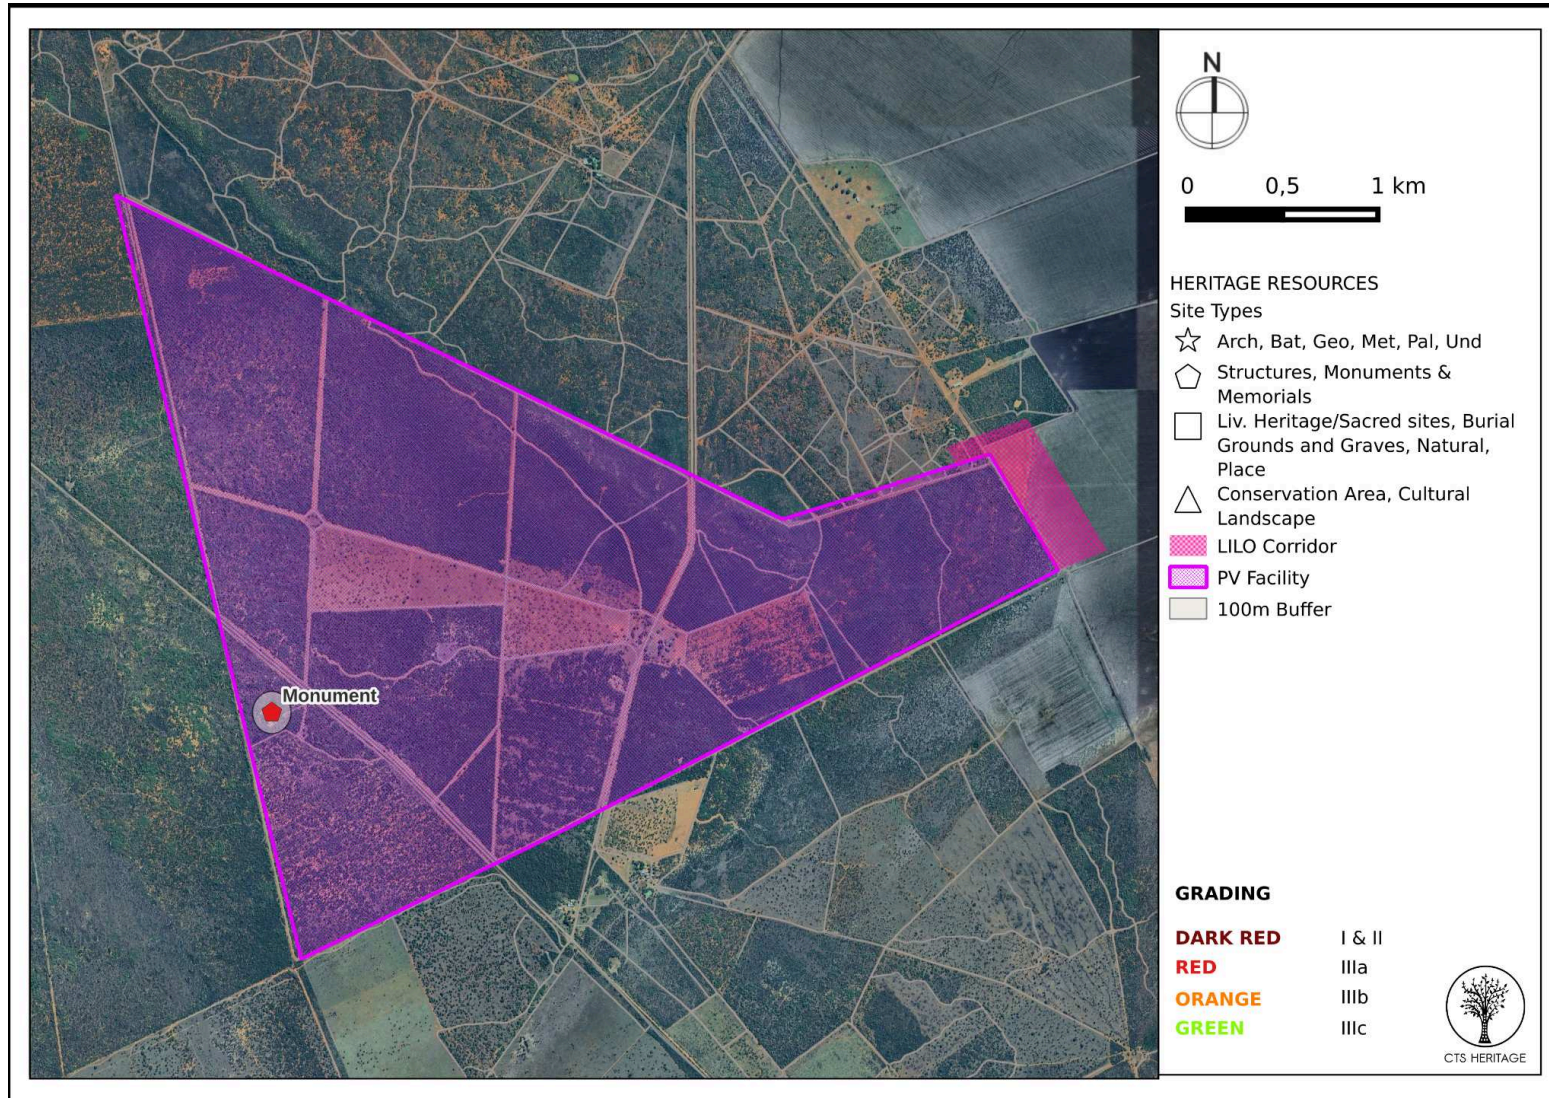 N
0 0,5 1 km
HERITAGE RESOURCES
Site Types
Arch, Bat, Geo, Met, Pal, Und
Structures, Monuments &
Memorials
Liv. Heritage/Sacred sites, Burial
Grounds and Graves, Natural,
Place
Conservation Area, Cultural
Landscape
LILO Corridor
PV Facility
100m Buffer
Monument
GRADING
DARK RED I & II
RED IIIa
ORANGE IIIb
GREEN IIIc
CTS HERITAGE